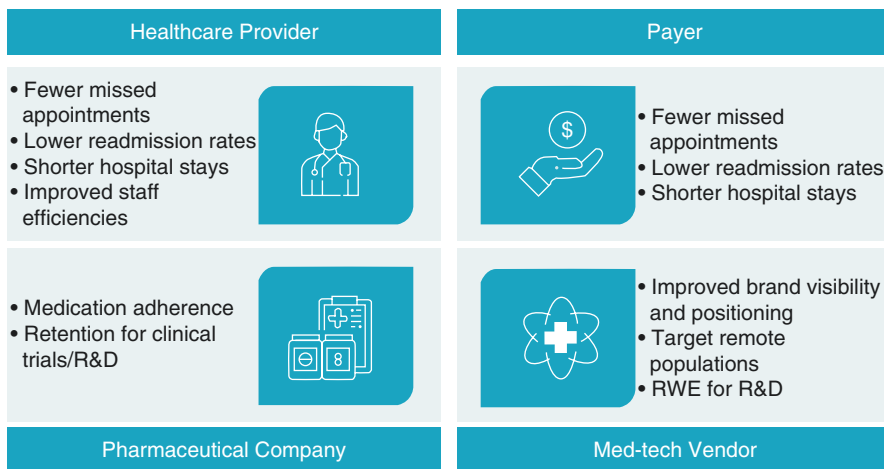 Healthcare Provider
• Fewer missed
appointments
• Lower readmission rates
• Shorter hospital stays
• Improved staff
efficiencies
Payer
$
• Fewer missed
appointments
• Lower readmission rates
• Shorter hospital stays
• Medication adherence
• Retention for clinical
trials/R&D
8
Pharmaceutical Company
• Improved brand visibility
and positioning
• Target remote
populations
• RWE for R&D
Med-tech Vendor